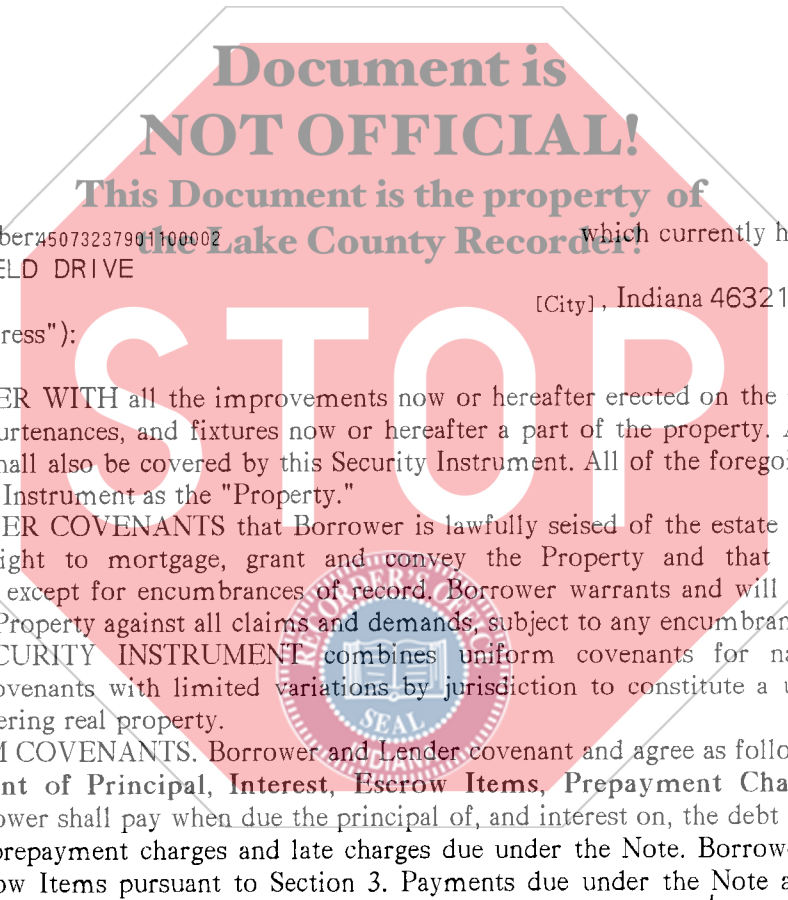 Document is
NOT OFFICIAL!
This Document is the property of
the Lake County Recorder!
ber:450732379011 00002 which currently h
ELD DRIVE
[City], Indiana 46321
ress"):
STOP
ER WITH all the improvements now or hereafter erected on the
urtenances, and fixtures now or hereafter a part of the property. A
hall also be covered by this Security Instrument. All of the foregoi
Instrument as the "Property."
ER COVENANTS that Borrower is lawfully seised of the estate
ight to mortgage, grant and convey the Property and that
except for encumbrances of record. Borrower warrants and will
Property against all claims and demands, subject to any encumbran
CURITY INSTRUMENT combines uniform covenants for na
ovenants with limited variations by jurisdiction to constitute a u
ering real property.
RECORDER'S OFFICE
SEAL
INDIANA
M COVENANTS. Borrower and Lender covenant and agree as follo
nt of Principal, Interest, Escrow Items, Prepayment Cha
ower shall pay when due the principal of, and interest on, the debt
prepayment charges and late charges due under the Note. Borrow
ow Items pursuant to Section 3. Payments due under the Note a